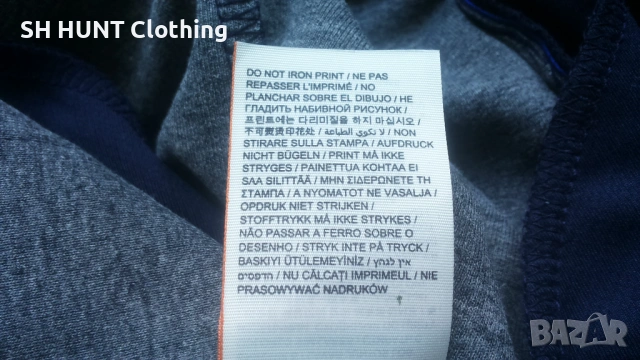 SH HUNT Clothing
DO NOT IRON PRINT / NE PAS
REPASSER L'IMPRIMÉ / NO
PLANCHAR SOBRE EL DIBUJO / НЕ
ГЛАДИТЬ НАБИВНОЙ РИСУНОК /
프린트에는 다리미질을 하지 마십시오 /
不可熨烫印花处 / لا تكوي الطباعة / NON
STIRARE SULLA STAMPA / AUFDRUCK
NICHT BÜGELN / PRINT MÅ IKKE
STRYGES / PAINETTUA KOHTAA EI
SAA SILITTÄÄ / ΜΗΝ ΣΙΔΕΡΩΝΕΤΕ ΤΗ
ΣΤΑΜΠΑ / A NYOMATOT NE VASALJA /
OPDRUK NIET STRIJKEN /
STOFFTRYKK MÅ IKKE STRYKES /
NÃO PASSAR A FERRO SOBRE O
DESENHO / STRYK INTE PÅ TRYCK /
BASKIYI ÜTÜLEMEYİNİZ / אין לגהץ
הדפסים / NU CĂLCAȚI IMPRIMEUL / NIE
PRASOWYWAĆ NADRUKÓW
BAZAR